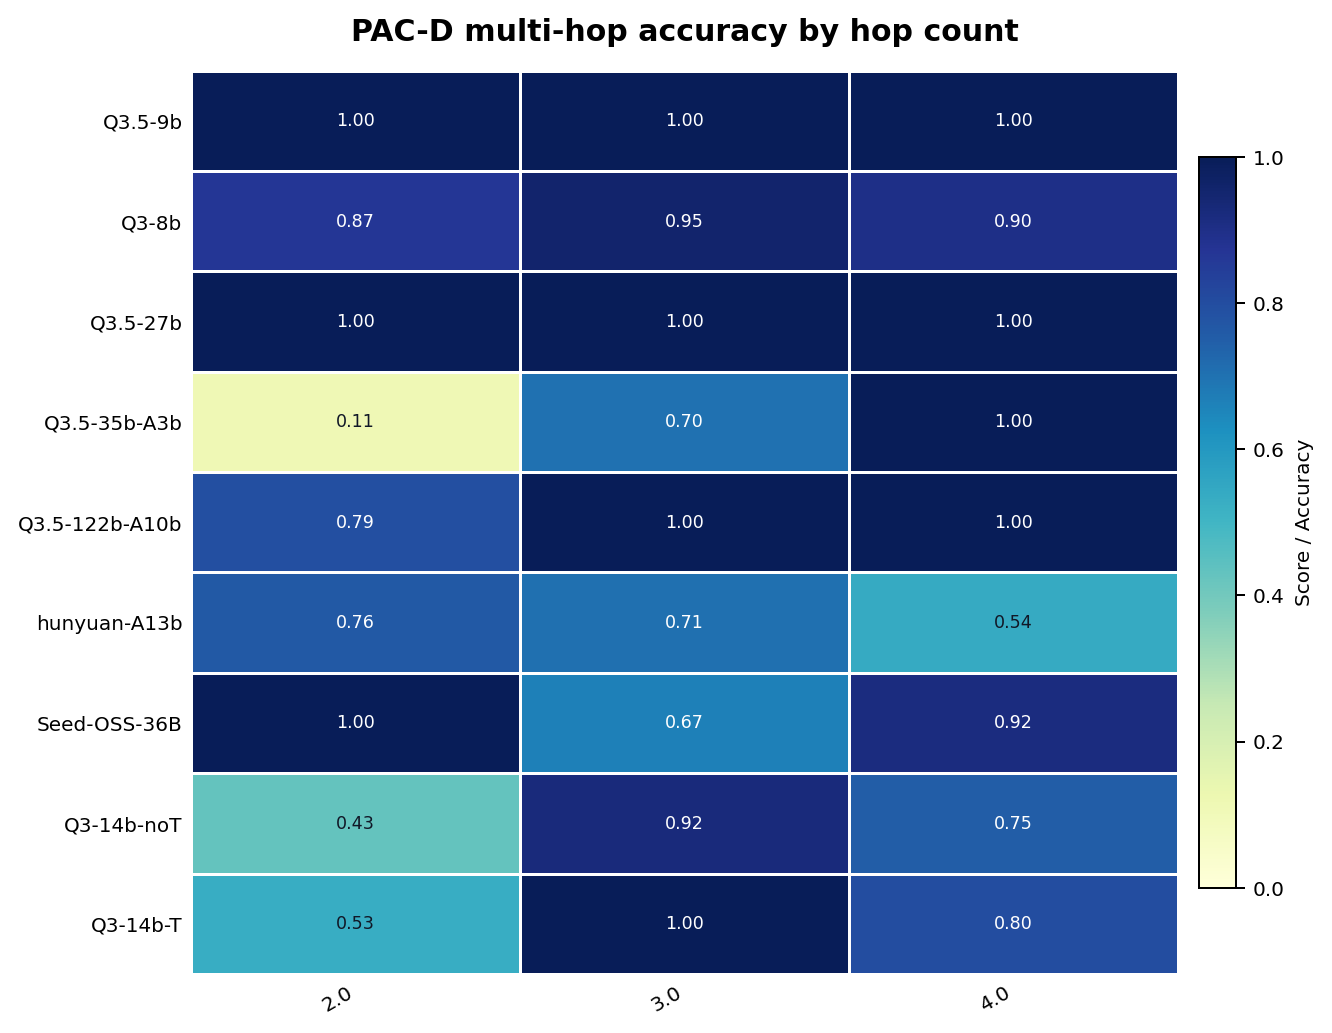 PAC-D multi-hop accuracy by hop count
Q3.5-9b 1.00 1.00 1.00
Q3-8b 0.87 0.95 0.90
Q3.5-27b 1.00 1.00 1.00
Q3.5-35b-A3b 0.11 0.70 1.00
Q3.5-122b-A10b 0.79 1.00 1.00
hunyuan-A13b 0.76 0.71 0.54
Seed-OSS-36B 1.00 0.67 0.92
Q3-14b-noT 0.43 0.92 0.75
Q3-14b-T 0.53 1.00 0.80
2.0 3.0 4.0
1.0
0.8
0.6
0.4
0.2
0.0
Score / Accuracy